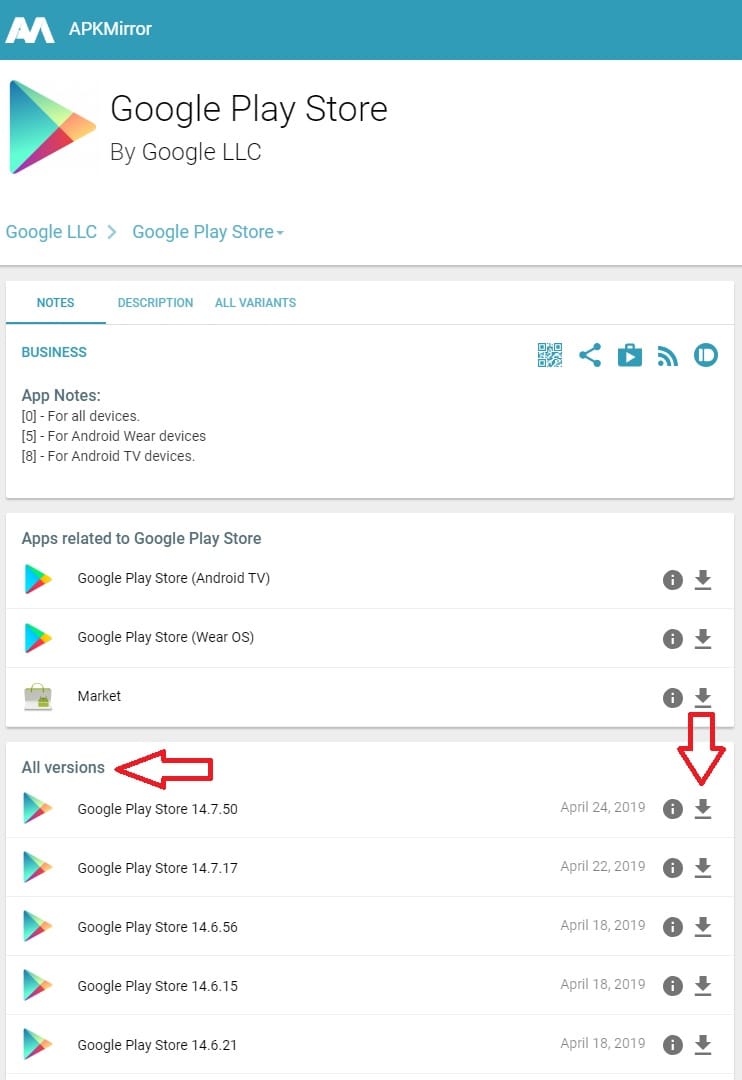 APKMirror
Google Play Store
By Google LLC
Google LLC Google Play Store
NOTES DESCRIPTION ALL VARIANTS
BUSINESS
App Notes:
[0] - For all devices.
[5] - For Android Wear devices
[8] - For Android TV devices.
Apps related to Google Play Store
Google Play Store (Android TV)
Google Play Store (Wear OS)
Market
All versions
Google Play Store 14.7.50 April 24, 2019
Google Play Store 14.7.17 April 22, 2019
Google Play Store 14.6.56 April 18, 2019
Google Play Store 14.6.15 April 18, 2019
Google Play Store 14.6.21 April 18, 2019